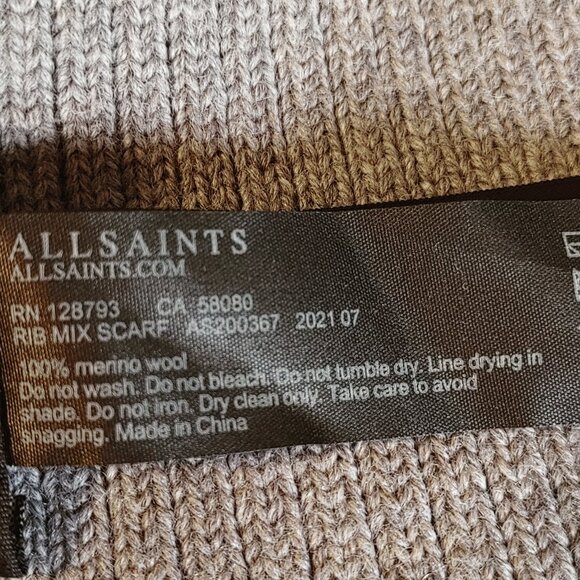 ALLSAINTS
ALLSAINTS.COM
RN 128793 CA 58080
RIB MIX SCARF AS200367 2021 07
100% merino wool
Do not wash. Do not bleach. Do not tumble dry. Line drying in
shade. Do not iron. Dry clean only. Take care to avoid
snagging. Made in China